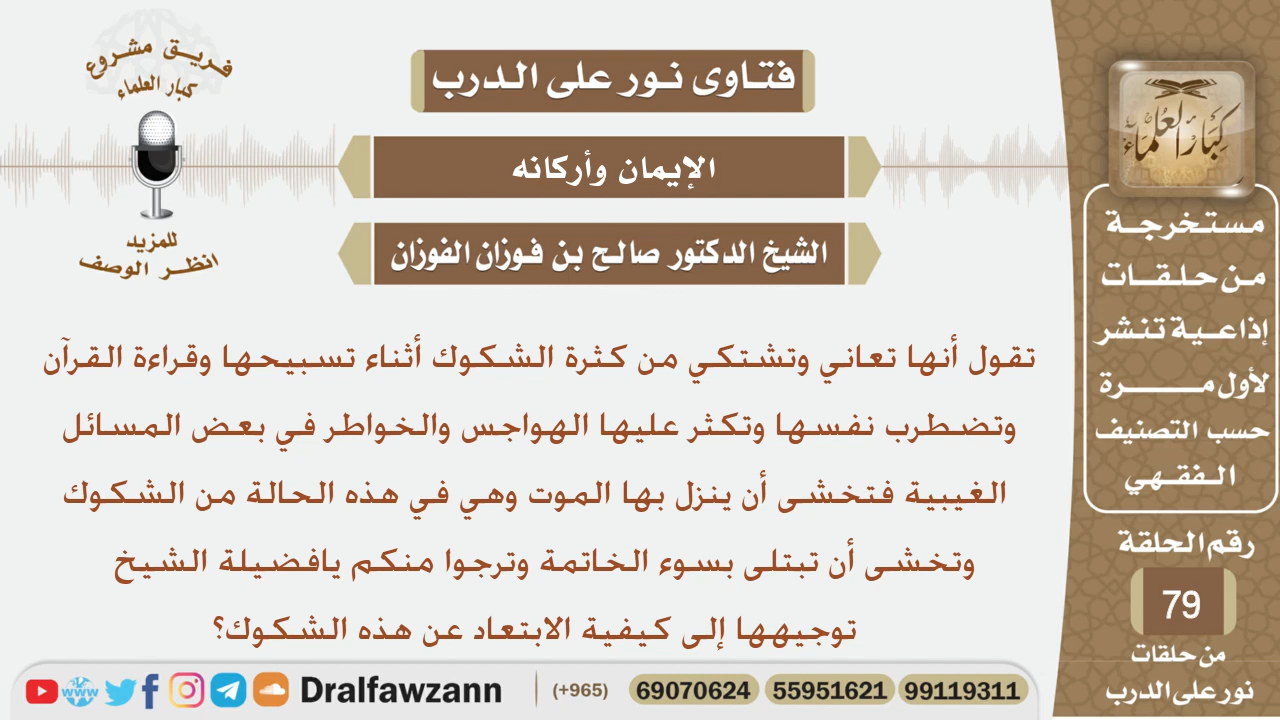 فتاوى نور على الدرب
الإيمان وأركانه
الشيخ الدكتور صالح بن فوزان الفوزان
تقول أنها تعاني وتشتكي من كثرة الشكوك أثناء تسبيحها وقراءة القرآن
وتضطرب نفسها وتكثر عليها الهواجس والخواطر في بعض المسائل
الغيبية فتخشى أن ينزل بها الموت وهي في هذه الحالة من الشكوك
وتخشى أن تبتلى بسوء الخاتمة وترجوا منكم يافضيلة الشيخ
توجيهها إلى كيفية الابتعاد عن هذه الشكوك؟
كبار العلماء
مستخرجة
من حلقات
إذاعية تنشر
لأول مرة
حسب التصنيف
الفقهي
رقم الحلقة
79
من حلقات
نور على الدرب
فريق مشروع
كبار العلماء
للمزيد
انظر الوصف
www
Dralfawzann
(+965)
69070624
55951621
99119311